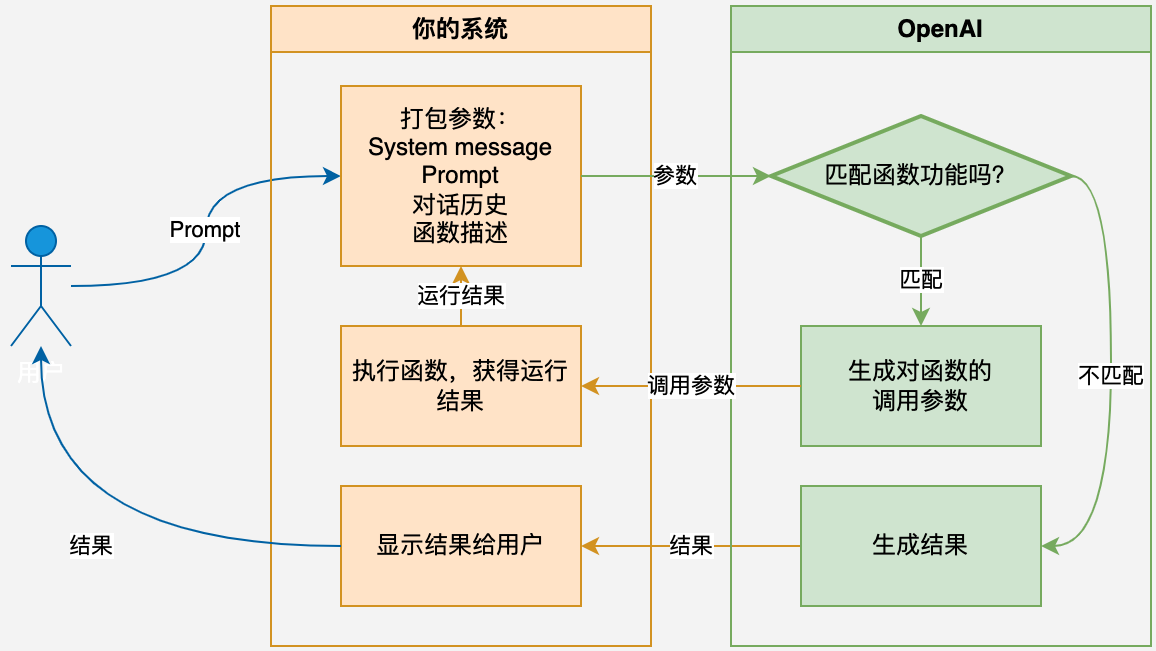 你的系统
OpenAI
打包参数：
System message
Prompt
对话历史
函数描述
参数
匹配函数功能吗?
Prompt
匹配
运行结果
用户
执行函数，获得运行
结果
调用参数
生成对函数的
调用参数
不匹配
结果
显示结果给用户
结果
生成结果